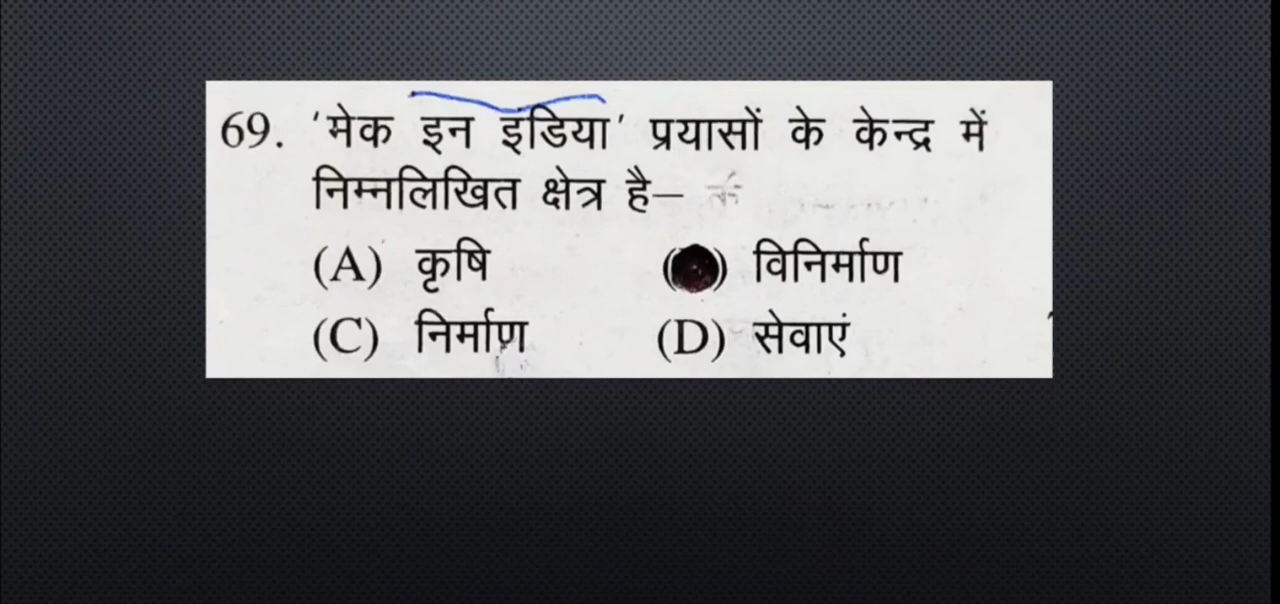 69. 'मेक इन इंडिया' प्रयासों के केन्द्र में
निम्नलिखित क्षेत्र है–
(A) कृषि () विनिर्माण
(C) निर्माण (D) सेवाएं